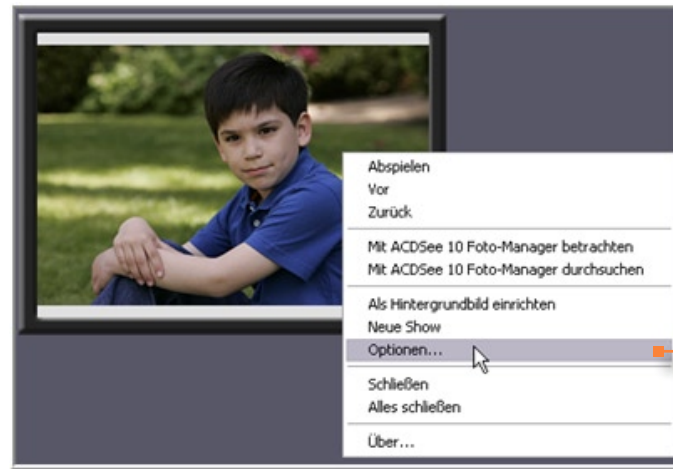 Abspielen
Vor
Zurück
Mit ACDSee 10 Foto-Manager betrachten
Mit ACDSee 10 Foto-Manager durchsuchen
Als Hintergrundbild einrichten
Neue Show
Optionen...
Schließen
Alles schließen
Über...